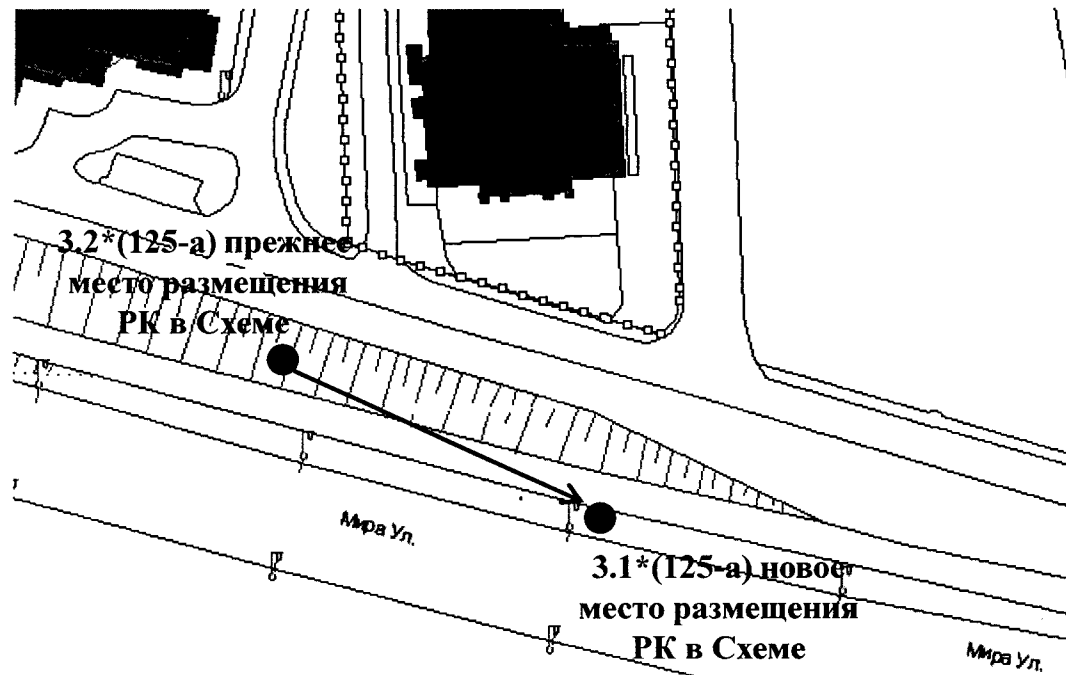 3.2*(125-а) прежнее
место размещения
РК в Схеме
Мира Ул.
3.1*(125-а) новое
место размещения
РК в Схеме
Мира Ул.